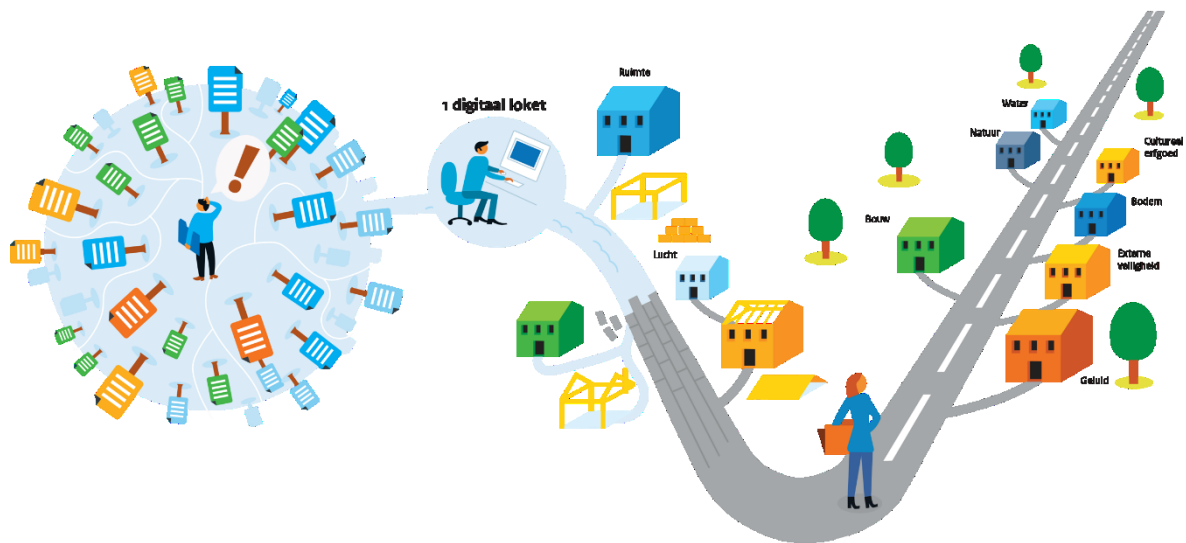 1 digitaal loket
Ruimte
Lucht
Bouw
Water
Natuur
Cultureel
erfgoed
Bodem
Externe
veiligheid
Geluid